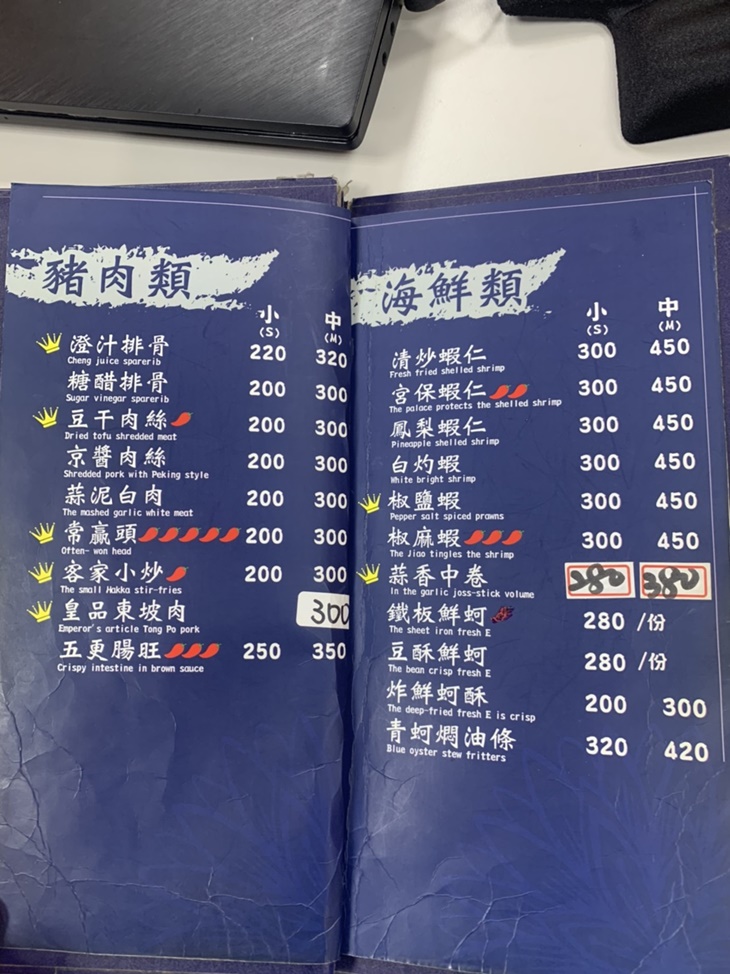 豬肉類
小 中
(S) (M)
澄汁排骨 220 320
Cheng juice sparerib
糖醋排骨 200 300
Sugar vinegar sparerib
豆干肉絲 200 300
Dried tofu shredded meat
京醬肉絲 200 300
Shredded pork with Peking style
蒜泥白肉 200 300
The mashed garlic white meat
常贏頭 200 300
Often- won head
客家小炒 200 300
The small Hakka stir-fries
皇品東坡肉 300
Emperor's article Tong Po pork
五更腸旺 250 350
Crispy intestine in brown sauce
海鮮類
小 中
(S) (M)
清炒蝦仁 300 450
Fresh fried shelled shrimp
宮保蝦仁 300 450
The palace protects the shelled shrimp
鳳梨蝦仁 300 450
Pineapple shelled shrimp
白灼蝦 300 450
White bright shrimp
椒鹽蝦 300 450
Pepper salt spiced prawns
椒麻蝦 300 450
The Jiao tingles the shrimp
蒜香中卷 280 380
In the garlic joss-stick volume
鐵板鮮蚵 280 /份
The sheet iron fresh E
豆酥鮮蚵 280 /份
The bean crisp fresh E
炸鮮蚵酥 200 300
The deep-fried fresh E is crisp
青蚵燜油條 320 420
Blue oyster stew fritters